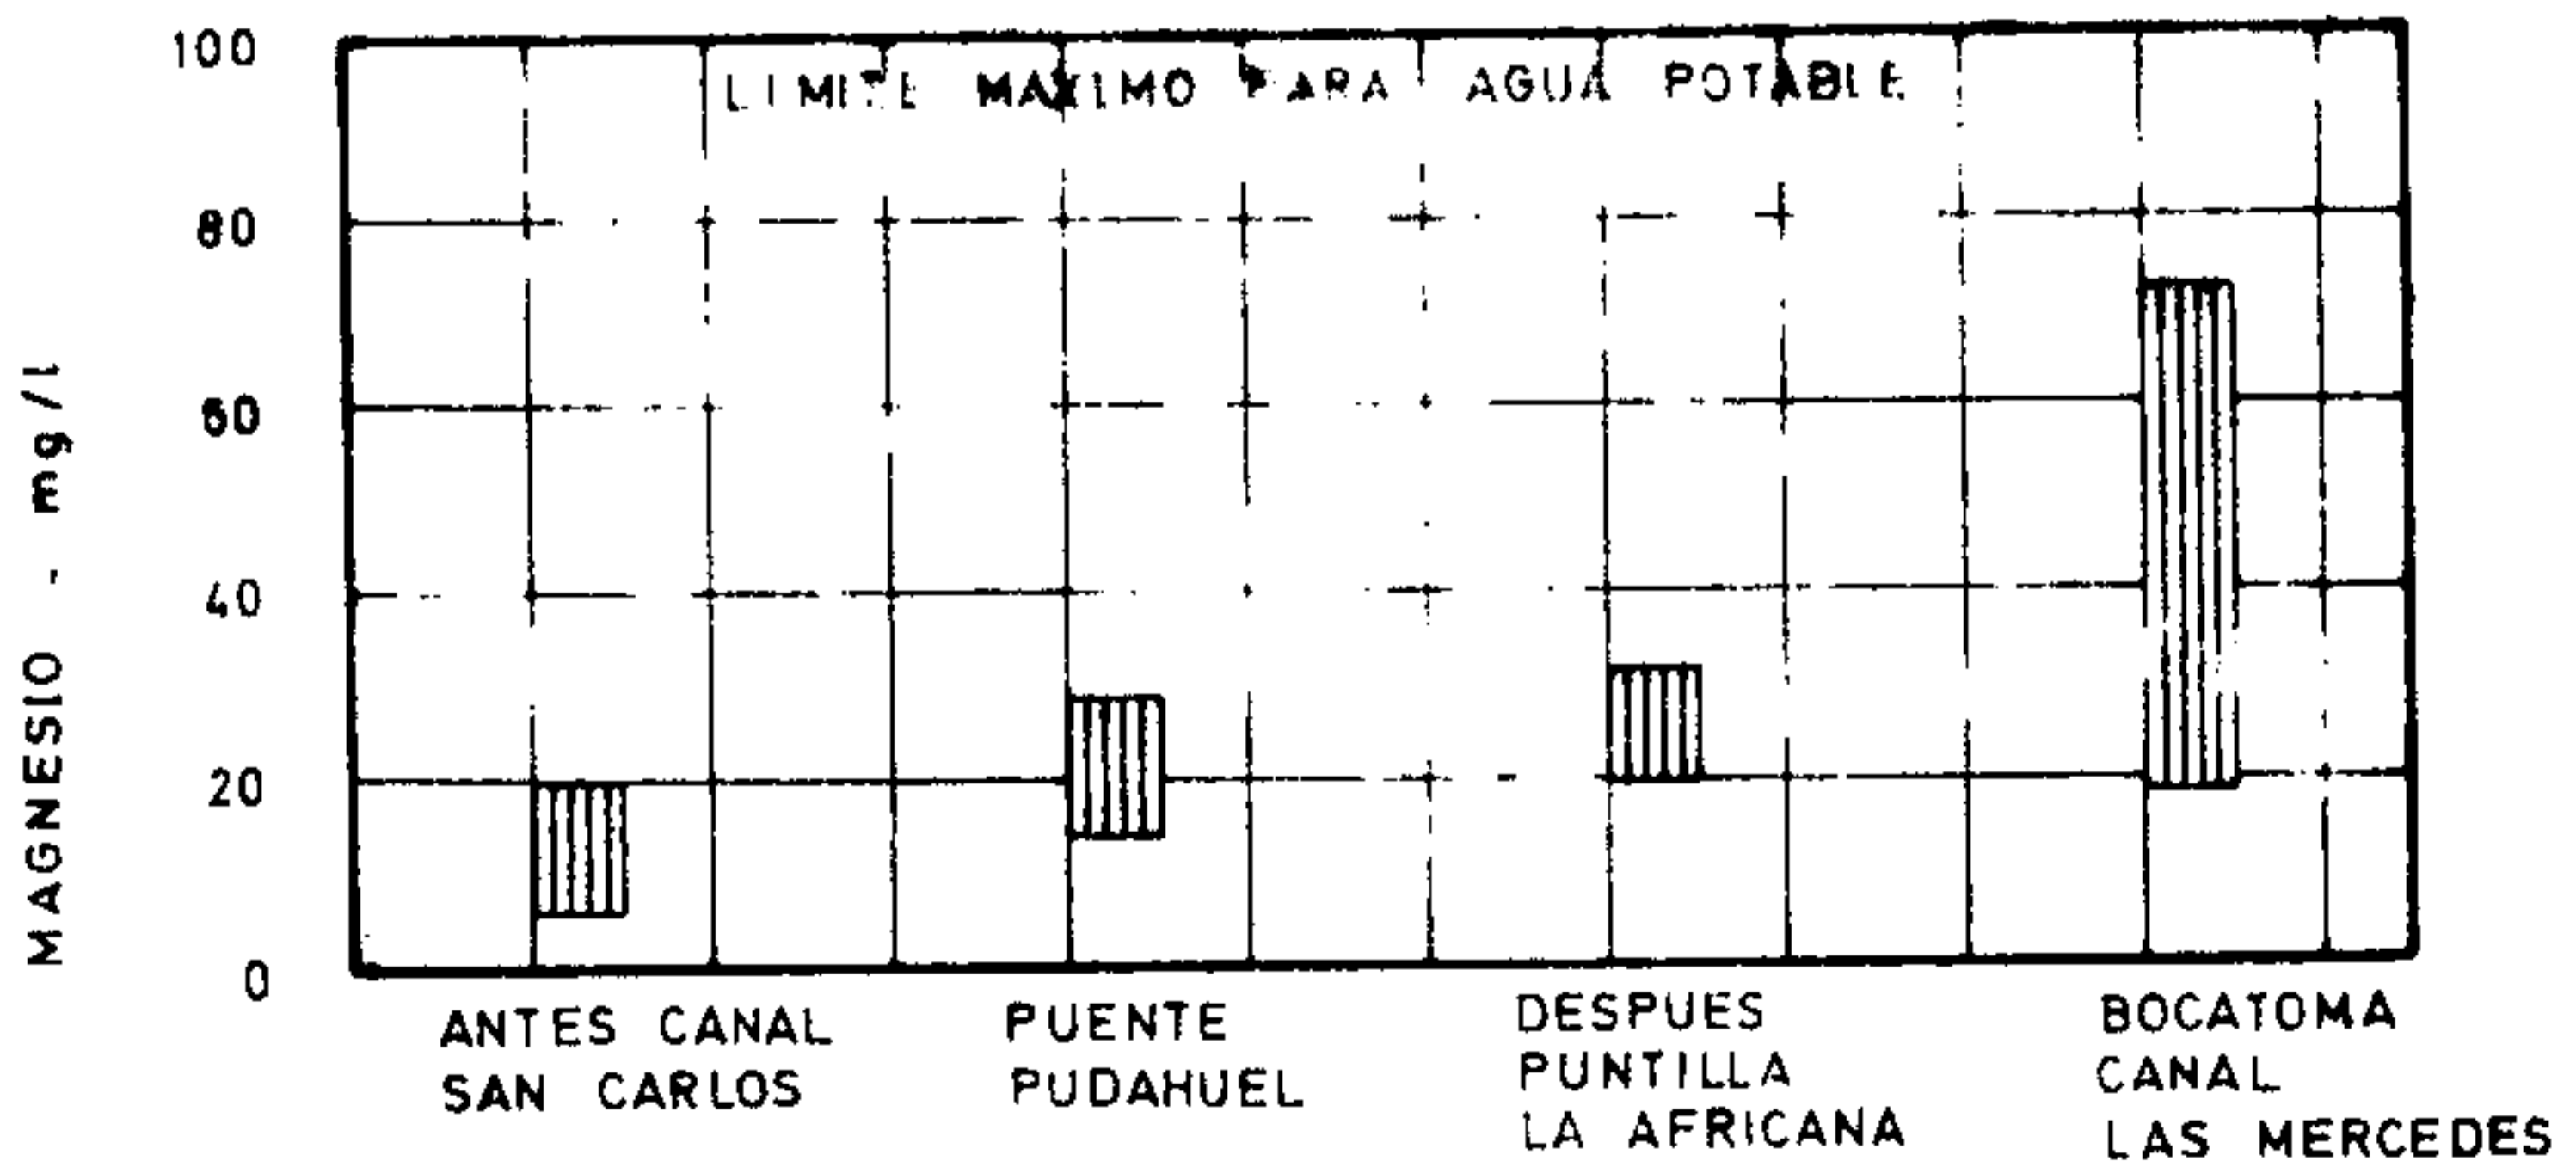 100
LIMITE MAXIMO PARA AGUA POTABLE
80
60
40
20
0
MAGNESIO - mg/l
ANTES CANAL
SAN CARLOS
PUENTE
PUDAHUEL
DESPUES
PUNTILLA
LA AFRICANA
BOCATOMA
CANAL
LAS MERCEDES